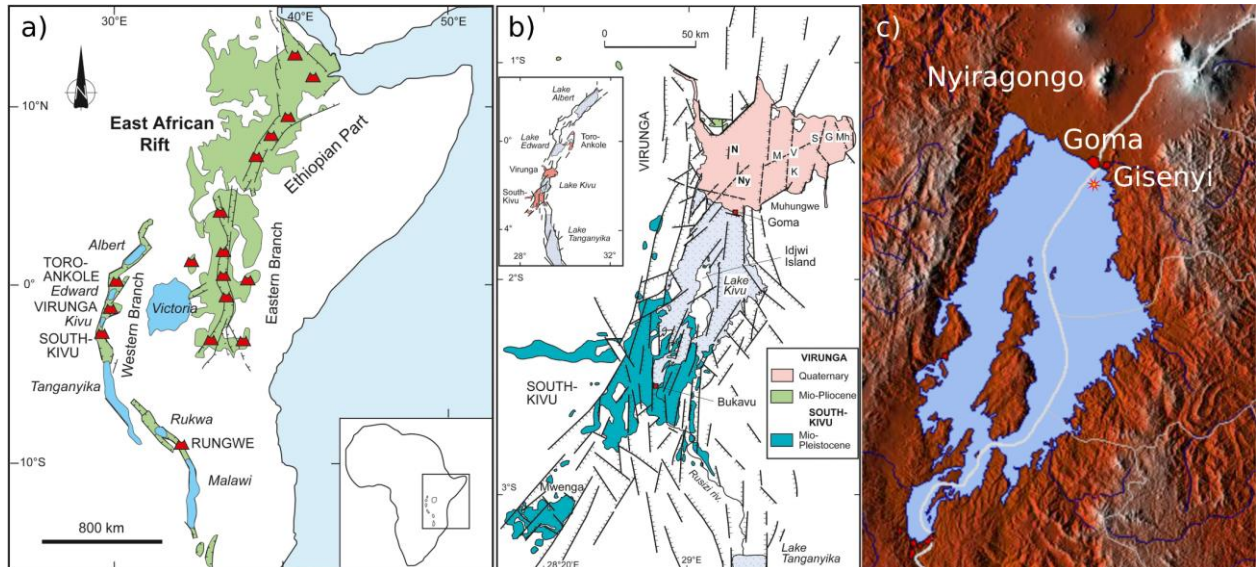 a)
30°E
40°E
50°E
10°N
East African
Rift
Ethiopian Part
Albert
TORO-
ANKOLE
Edward
VIRUNGA
Kivu
SOUTH-
KIVU
Western Branch
Victoria
Eastern Branch
0°
Tanganyika
Rukwa
RUNGWE
10°S
Malawi
800 km
b)
0
50 km
1°S
Lake
Albert
0°
Lake
Edward
Toro-
Ankole
Virunga
South-
Kivu
Lake Kivu
4°
Lake
Tanganyika
28°
32°
VIRUNGA
N
Ny
M
V
K
S
G
Mh.
Muhungwe
Goma
Idjwi
Island
2°S
Lake
Kivu
VIRUNGA
Quaternary
Mio-Pliocene
SOUTH-
KIVU
Mio-
Pleistocene
SOUTH-
KIVU
Bukavu
Mwenga
Rusizi riv.
3°S
28°20'E
29°E
Lake
Tanganyika
c)
Nyiragongo
Goma
Gisenyi